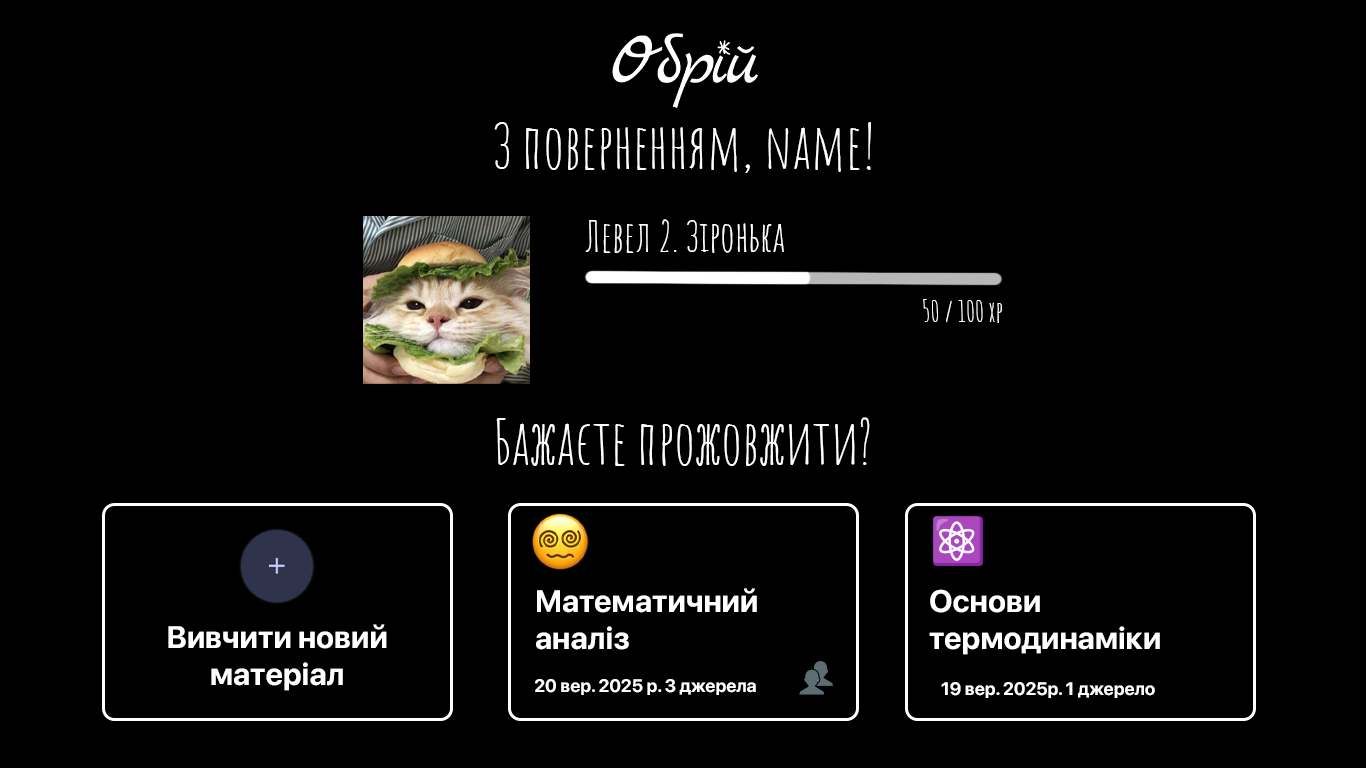 Обрій
З поверненням, name!
Левел 2. Зіронька
50 / 100 xp
Бажаєте прожовжити?
Вивчити новий
матеріал
Математичний
аналіз
20 вер. 2025 р. 3 джерела
Основи
термодинаміки
19 вер. 2025р. 1 джерело